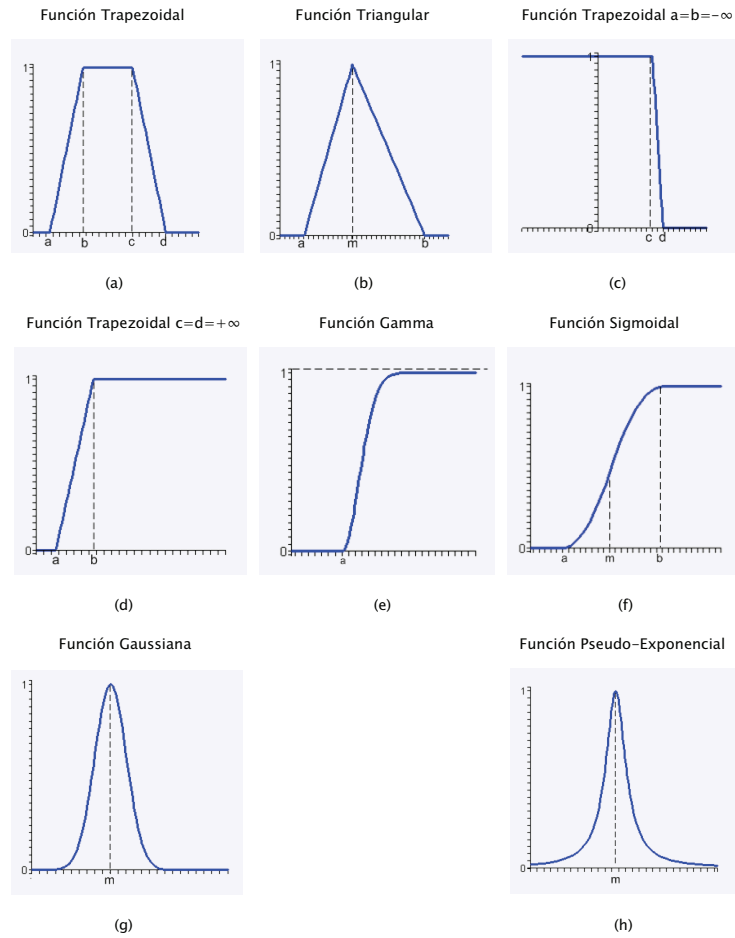 Función Trapezoidal
Función Triangular
Función Trapezoidal a=b=−∞
1
0
a b c d
1
0
a m b
1
0
c d
(a)
(b)
(c)
Función Trapezoidal c=d=+∞
Función Gamma
Función Sigmoidal
1
0
a b
1
0
a
1
0
a m b
(d)
(e)
(f)
Función Gaussiana
Función Pseudo-Exponencial
1
0
m
1
0
m
(g)
(h)